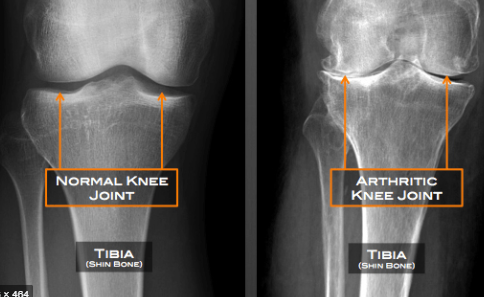 NORMAL KNEE
JOINT
TIBIA
(SHIN BONE)
ARTHRITIC
KNEE JOINT
TIBIA
(SHIN BONE)
x 464